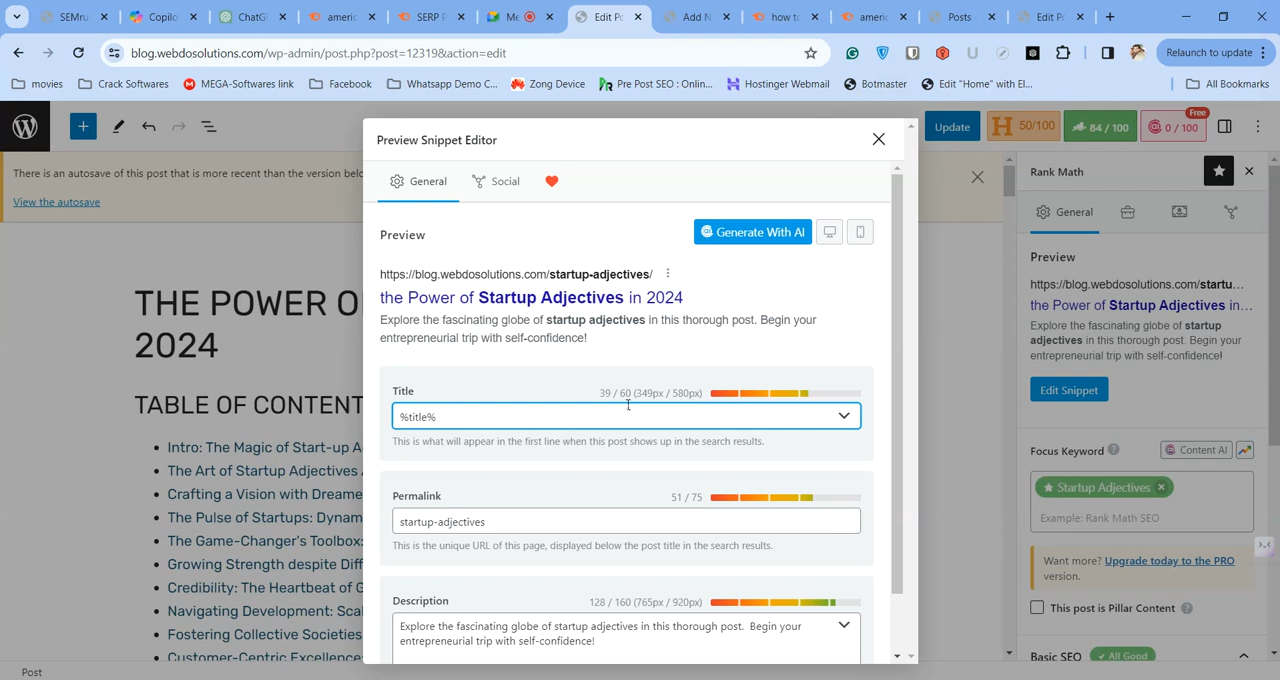 SEMru
Copilo
ChatG
americ
SERP P
Me
Edit Po
Add N
how to
americ
Posts
Edit Po
blog.webdosolutions.com/wp-admin/post.php?post=12319&action=edit
Relaunch to update
movies
Crack Softwares
MEGA-Softwares link
Facebook
Whatsapp Demo C...
Zong Device
Pre Post SEO : Onlin...
Hostinger Webmail
Botmaster
Edit "Home" with El...
All Bookmarks
Update
50/100
84 / 100
0 / 100
Free
There is an autosave of this post that is more recent than the version belo
View the autosave
THE POWER O
2024
TABLE OF CONTENT
Intro: The Magic of Start-up A
The Art of Startup Adjectives
Crafting a Vision with Dreame
The Pulse of Startups: Dynam
The Game-Changer's Toolbox:
Growing Strength despite Diff
Credibility: The Heartbeat of G
Navigating Development: Scal
Fostering Collective Societies
Customer-Centric Excellence
Post
Preview Snippet Editor
General
Social
Preview
Generate With AI
https://blog.webdosolutions.com/startup-adjectives/
the Power of Startup Adjectives in 2024
Explore the fascinating globe of startup adjectives in this thorough post. Begin your
entrepreneurial trip with self-confidence!
Title
39 / 60 (349px / 580px)
%title%
This is what will appear in the first line when this post shows up in the search results.
Permalink
51 / 75
startup-adjectives
This is the unique URL of this page, displayed below the post title in the search results.
Description
128 / 160 (765px / 920px)
Explore the fascinating globe of startup adjectives in this thorough post.  Begin your
entrepreneurial trip with self-confidence!
Rank Math
General
Preview
https://blog.webdosolutions.com/startu...
the Power of Startup Adjectives in...
Explore the fascinating globe of startup
adjectives in this thorough post. Begin your
entrepreneurial trip with self-confidence!
Edit Snippet
Focus Keyword
Content AI
Startup Adjectives
Example: Rank Math SEO
Want more? Upgrade today to the PRO
version.
This post is Pillar Content
Basic SEO
All Good